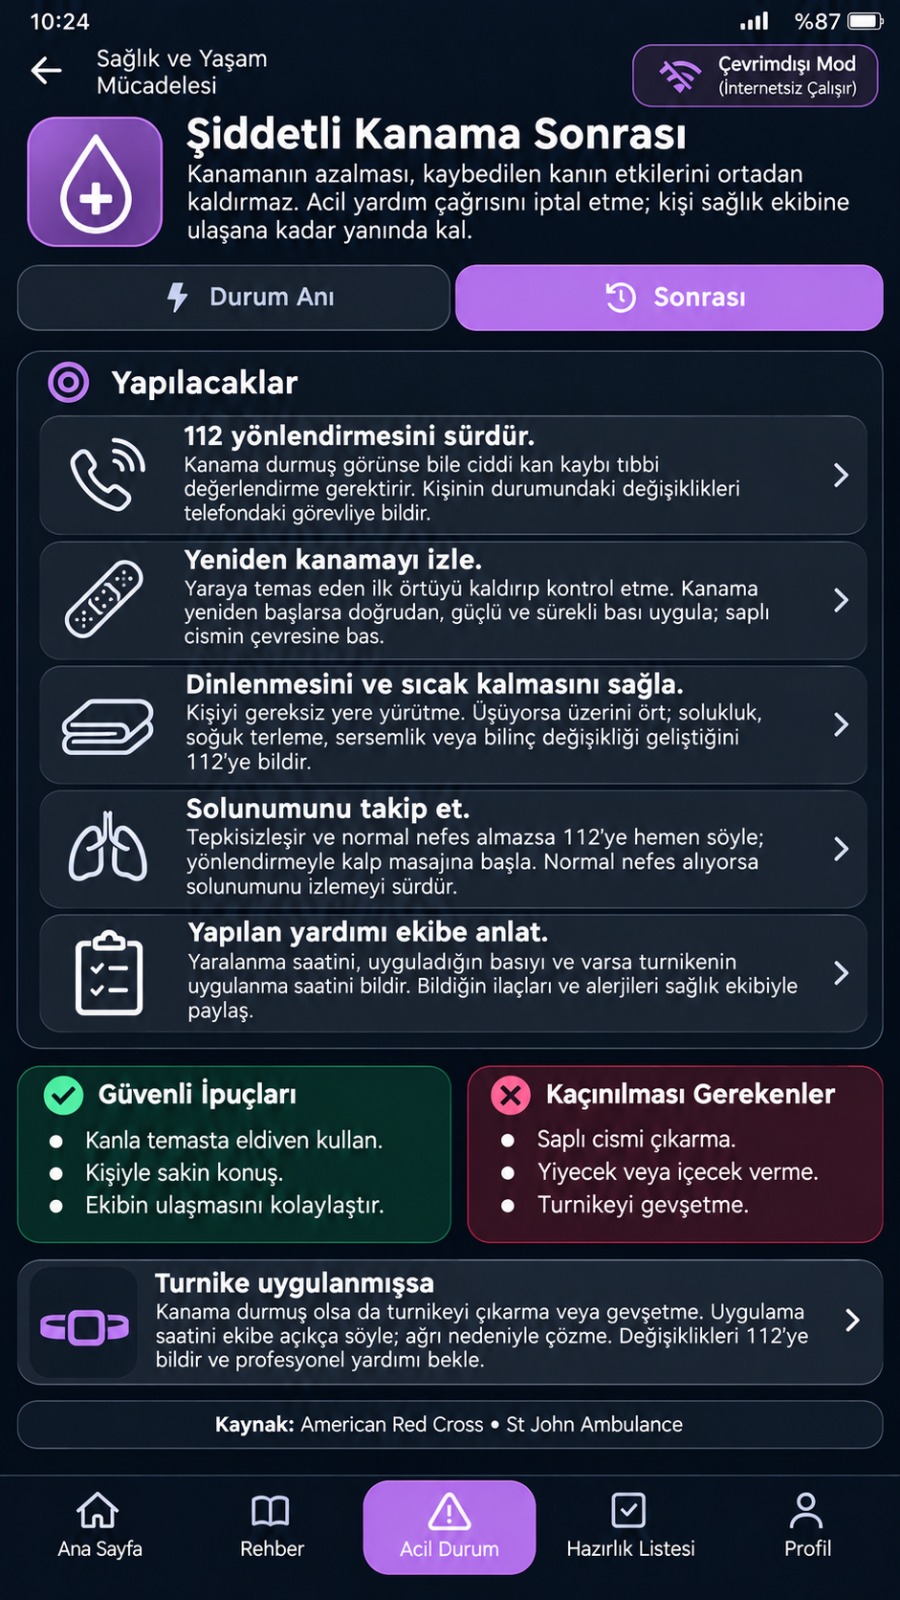 10:24
%87
Sağlık ve Yaşam
Mücadelesi
Çevrimdışı Mod
(İnternetsiz Çalışır)
Şiddetli Kanama Sonrası
Kanamanın azalması, kaybedilen kanın etkilerini ortadan
kaldırmaz. Acil yardım çağrısını iptal etme; kişi sağlık ekibine
ulaşana kadar yanında kal.
Durum Anı
Sonrası
Yapılacaklar
112 yönlendirmesini sürdür.
Kanama durmuş görünse bile ciddi kan kaybı tıbbi
değerlendirme gerektirir. Kişinin durumundaki değişiklikleri
telefondaki görevliye bildir.
Yeniden kanamayı izle.
Yaraya temas eden ilk örtüyü kaldırıp kontrol etme. Kanama
yeniden başlarsa doğrudan, güçlü ve sürekli bası uygula; saplı
cismin çevresine bas.
Dinlenmesini ve sıcak kalmasını sağla.
Kişiyi gereksiz yere yürütme. Üşüyorsa üzerini ört; solukluk,
soğuk terleme, sersemlik veya bilinç değişikliği geliştiğini
112'ye bildir.
Solunumunu takip et.
Tepkisizleşir ve normal nefes almazsa 112'ye hemen söyle;
yönlendirmeyle kalp masajına başla. Normal nefes alıyorsa
solunumunu izlemeyi sürdür.
Yapılan yardımı ekibe anlat.
Yaralanma saatini, uyguladığın basıyı ve varsa turnikenin
uygulanma saatini bildir. Bildiğin ilaçları ve alerjileri sağlık ekibiyle
paylaş.
Güvenli İpuçları
● Kanla temasta eldiven kullan.
● Kişiyle sakin konuş.
● Ekibin ulaşmasını kolaylaştır.
Kaçınılması Gerekenler
● Saplı cismi çıkarma.
● Yiyecek veya içecek verme.
● Turnikeyi gevşetme.
Turnike uygulanmışsa
Kanama durmuş olsa da turnikeyi çıkarma veya gevşetme. Uygulama
saatini ekibe açıkça söyle; ağrı nedeniyle çözme. Değişiklikleri 112'ye
bildir ve profesyonel yardımı bekle.
Kaynak: American Red Cross • St John Ambulance
Ana Sayfa
Rehber
Acil Durum
Hazırlık Listesi
Profil